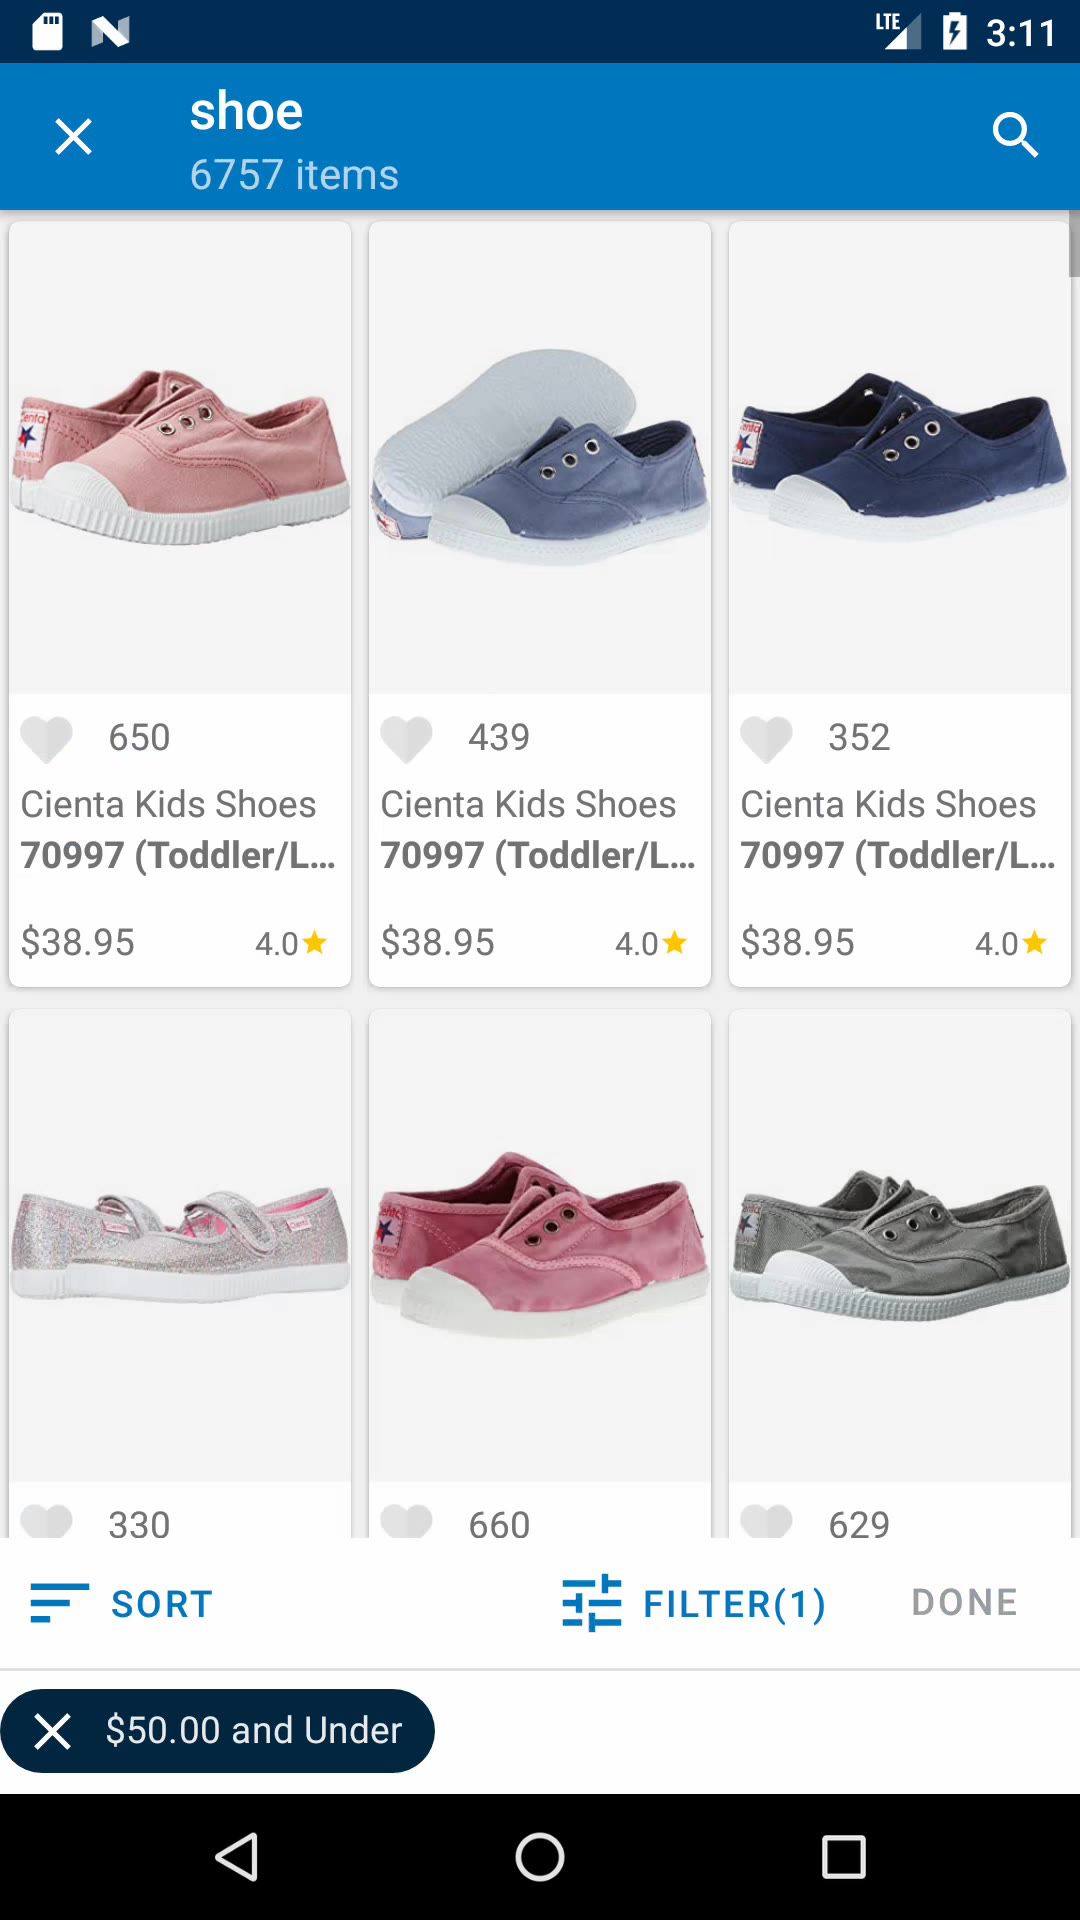 LTE 3:11
shoe
6757 items
650
439
352
Cienta Kids Shoes
70997 (Toddler/L...
Cienta Kids Shoes
70997 (Toddler/L...
Cienta Kids Shoes
70997 (Toddler/L...
$38.95 4.0
$38.95 4.0
$38.95 4.0
330
660
629
SORT
FILTER(1)
DONE
$50.00 and Under